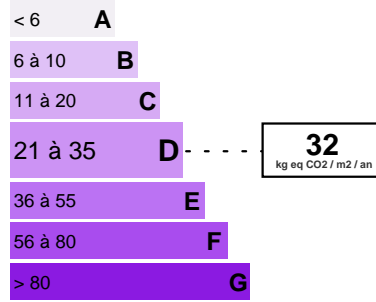 < 6 A
6 à 10 B
11 à 20 C
21 à 35 D
32
kg eq CO2 / m2 / an
36 à 55 E
56 à 80 F
> 80 G